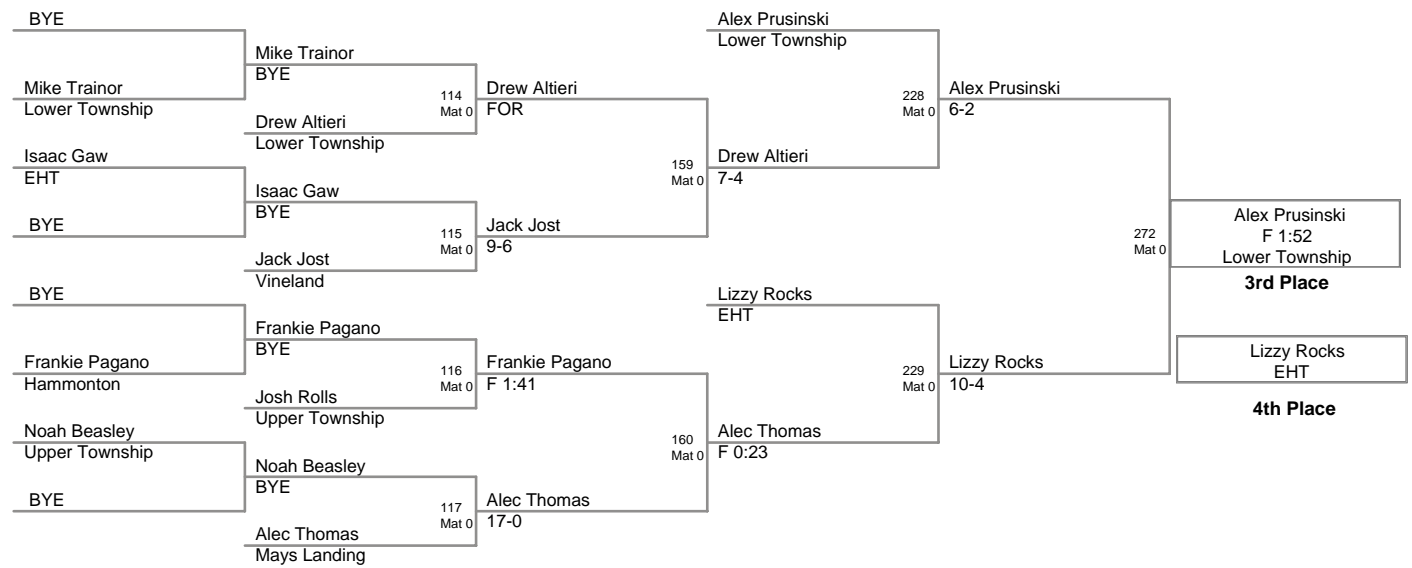 BYE
Mike Trainor
Lower Township
Isaac Gaw
EHT
BYE
BYE
Frankie Pagano
Hammonton
Noah Beasley
Upper Township
BYE
Mike Trainor
BYE
Drew Altieri
Lower Township
Isaac Gaw
BYE
Jack Jost
Vineland
Frankie Pagano
BYE
Josh Rolls
Upper Township
Noah Beasley
BYE
Alec Thomas
Mays Landing
114
Mat 0
115
Mat 0
116
Mat 0
117
Mat 0
Drew Altieri
FOR
Jack Jost
9-6
Frankie Pagano
F 1:41
Alec Thomas
17-0
159
Mat 0
160
Mat 0
Alex Prusinski
Lower Township
Drew Altieri
7-4
Lizzy Rocks
EHT
Alec Thomas
F 0:23
228
Mat 0
229
Mat 0
Alex Prusinski
6-2
Lizzy Rocks
10-4
272
Mat 0
Alex Prusinski
F 1:52
Lower Township
3rd Place
Lizzy Rocks
EHT
4th Place